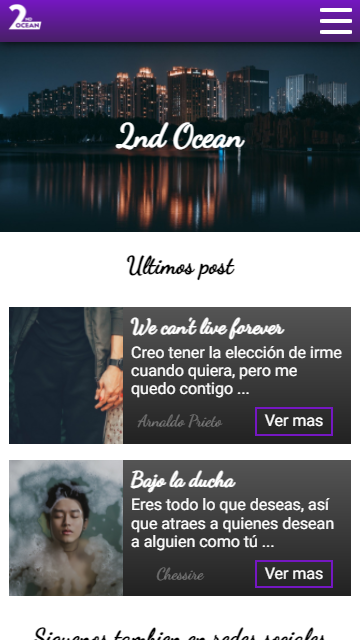 2ND
OCEAN
2nd Ocean
Ultimos post
We can't live forever
Creo tener la elección de irme
cuando quiera, pero me
quedo contigo ...
Arnaldo Prieto
Ver mas
Bajo la ducha
Eres todo lo que deseas, así
que atraes a quienes desean
a alguien como tú ...
Chessire
Ver mas
Siguenos tambien en redes sociales